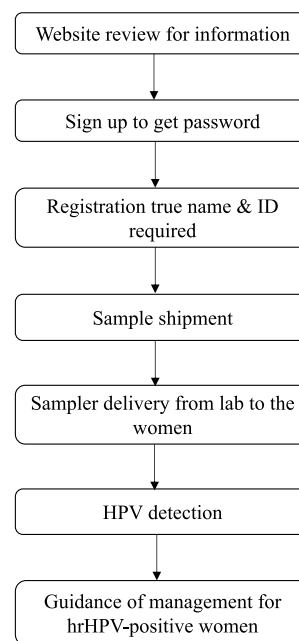 Website review for information
Sign up to get password
Registration true name & ID
required
Sample shipment
Sampler delivery from lab to the
women
HPV detection
Guidance of management for
hrHPV-positive women